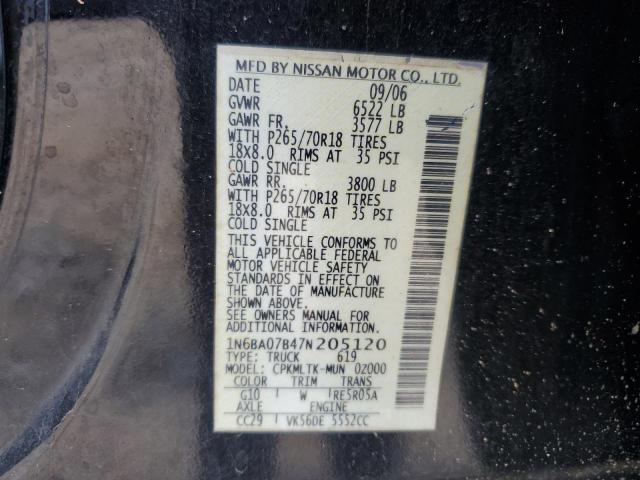 MFD BY NISSAN MOTOR CO., LTD.
DATE 09/06
GVWR 6522 LB
GAWR FR. 3577 LB
WITH P265/70R18 TIRES
18X8.0 RIMS AT 35 PSI
COLD SINGLE
GAWR RR. 3800 LB
WITH P265/70R18 TIRES
18X8.0 RIMS AT 35 PSI
COLD SINGLE
THIS VEHICLE CONFORMS TO
ALL APPLICABLE FEDERAL
MOTOR VEHICLE SAFETY
STANDARDS IN EFFECT ON
THE DATE OF MANUFACTURE
SHOWN ABOVE.
SEE OWNERS MANUAL FOR
ADDITIONAL INFORMATION.
1N6BA07B47N205120
TYPE: TRUCK 619
MODEL: CPKMLTK-MUN 02000
COLOR TRIM TRANS
G10 W RE5R05A
AXLE ENGINE
CC29 VK56DE 5552CC